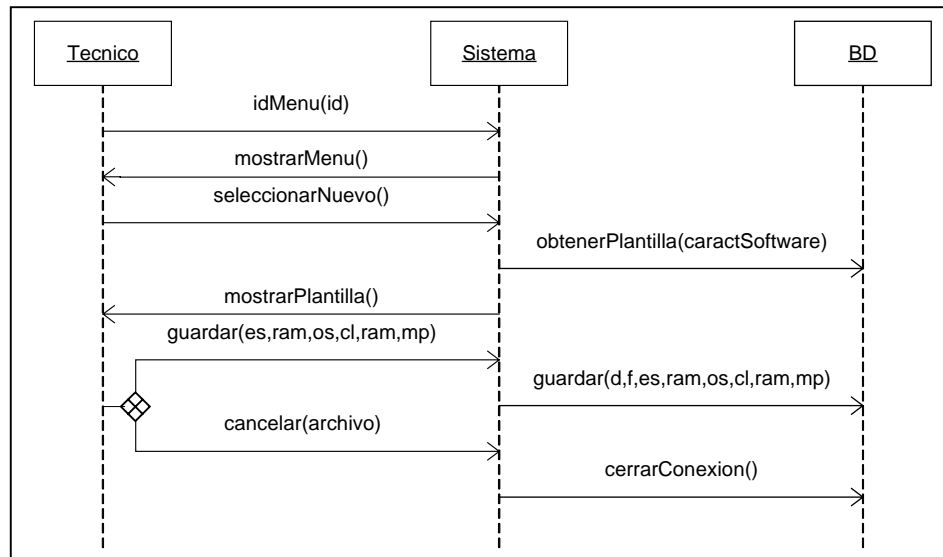 Tecnico
Sistema
BD
idMenu(id)
mostrarMenu()
seleccionarNuevo()
obtenerPlantilla(caractSoftware)
mostrarPlantilla()
guardar(es,ram,os,cl,ram,mp)
guardar(d,f,es,ram,os,cl,ram,mp)
cancelar(archivo)
cerrarConexion()